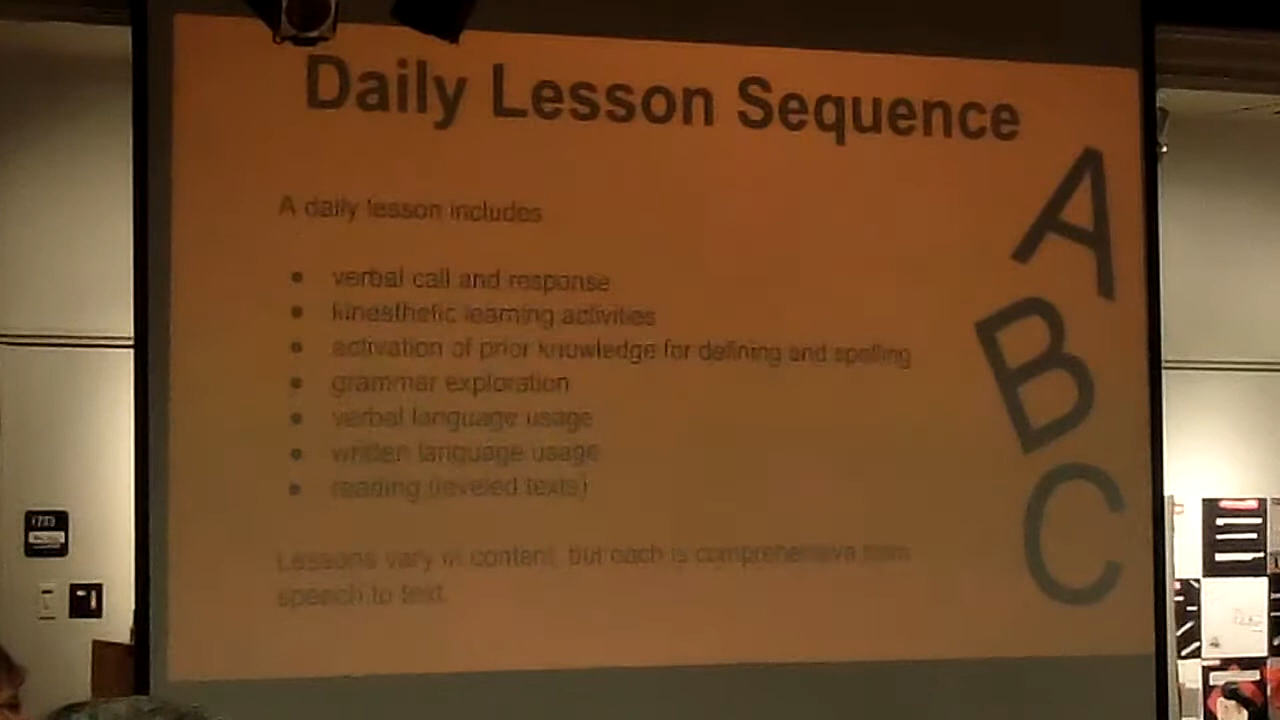 Daily Lesson Sequence
A daily lesson includes
• verbal call and response
• kinesthetic learning activities
• activation of prior knowledge for defining and spelling
• grammar exploration
• verbal language usage
• written language usage
• reading (leveled texts)
Lessons vary in content, but each is comprehensive from
speech to text.
A
B
C